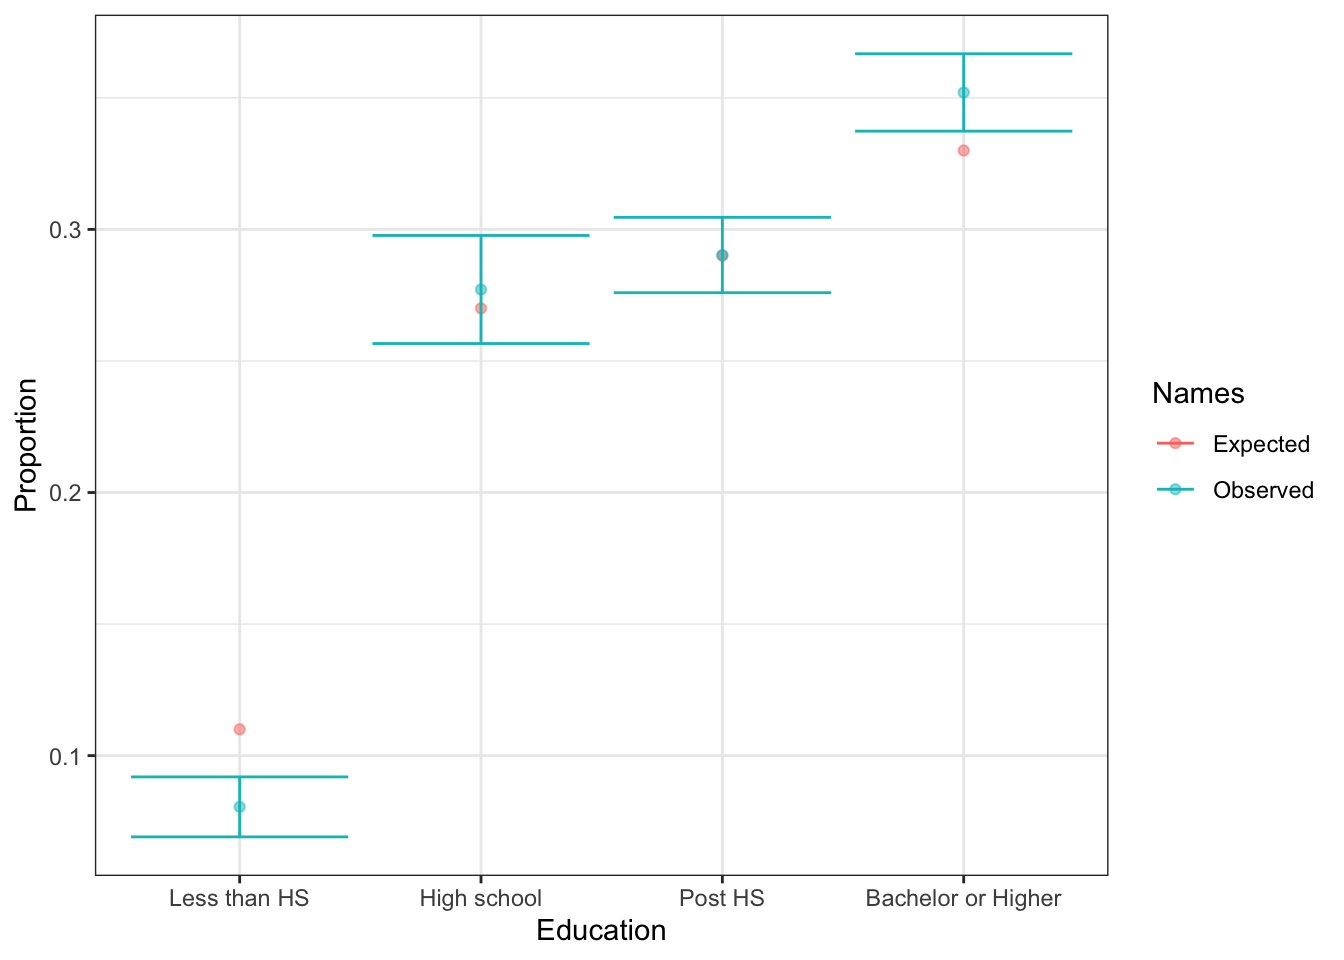 0.3
0.2
0.1
Proportion
Less than HS
High school
Post HS
Bachelor or Higher
Education
Names
Expected
Observed